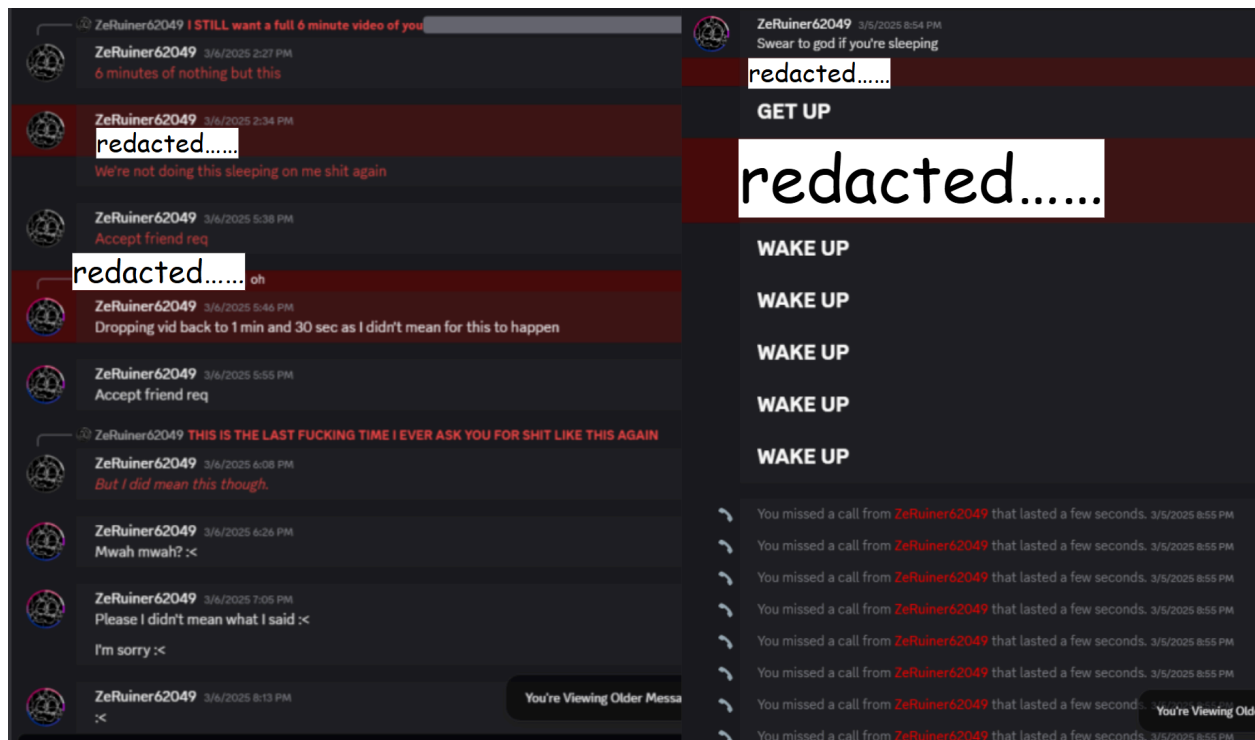 ZeRuiner62049 I STILL want a full 6 minute video of you
ZeRuiner62049 3/6/2025 2:27 PM
6 minutes of nothing but this
ZeRuiner62049 3/6/2025 2:34 PM
redacted......
We're not doing this sleeping on me shit again
ZeRuiner62049 3/6/2025 5:38 PM
Accept friend req
redacted...... oh
ZeRuiner62049 3/6/2025 5:46 PM
Dropping vid back to 1 min and 30 sec as I didn't mean for this to happen
ZeRuiner62049 3/6/2025 5:55 PM
Accept friend req
ZeRuiner62049 THIS IS THE LAST FUCKING TIME I EVER ASK YOU FOR SHIT LIKE THIS AGAIN
ZeRuiner62049 3/6/2025 6:08 PM
But I did mean this though.
ZeRuiner62049 3/6/2025 6:26 PM
Mwah mwah? :<
ZeRuiner62049 3/6/2025 7:05 PM
Please I didn't mean what I said :<
I'm sorry :<
ZeRuiner62049 3/6/2025 8:13 PM
:<
You're Viewing Older Messa
ZeRuiner62049 3/5/2025 8:54 PM
Swear to god if you're sleeping
redacted......
GET UP
redacted......
WAKE UP
WAKE UP
WAKE UP
WAKE UP
WAKE UP
You missed a call from ZeRuiner62049 that lasted a few seconds. 3/5/2025 8:55 PM
You missed a call from ZeRuiner62049 that lasted a few seconds. 3/5/2025 8:55 PM
You missed a call from ZeRuiner62049 that lasted a few seconds. 3/5/2025 8:55 PM
You missed a call from ZeRuiner62049 that lasted a few seconds. 3/5/2025 8:55 PM
You missed a call from ZeRuiner62049 that lasted a few seconds. 3/5/2025 8:55 PM
You missed a call from ZeRuiner62049 that lasted a few seconds. 3/5/2025 8:55 PM
You missed a call from ZeRuiner62049 that lasted a few seconds.
You're Viewing Old
You missed a call from ZeRuiner62049 that lasted a few seconds. 3/5/2025 8:55 PM